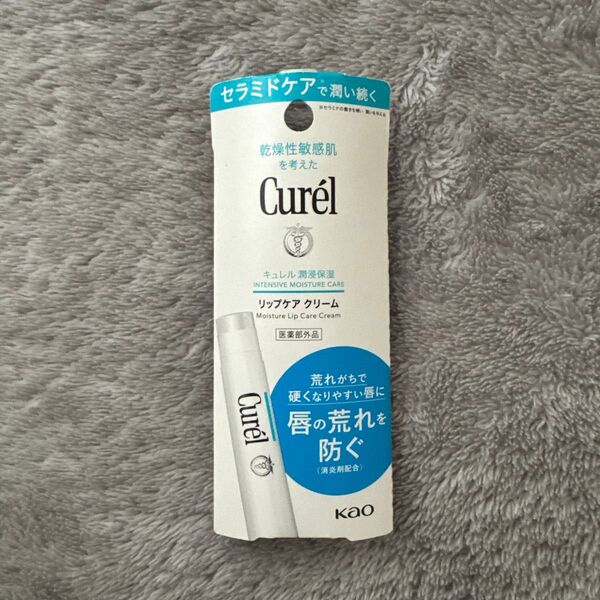 セラミドケア※で潤い続く
※セラミドの働きを補い、潤いを与える
乾燥性敏感肌
を考えた
Curél
キュレル 潤浸保湿
INTENSIVE MOISTURE CARE
リップケア クリーム
Moisture Lip Care Cream
医薬部外品
荒れがちで
硬くなりやすい唇に
唇の荒れを
防ぐ
(消炎剤配合)
Curél
Kao